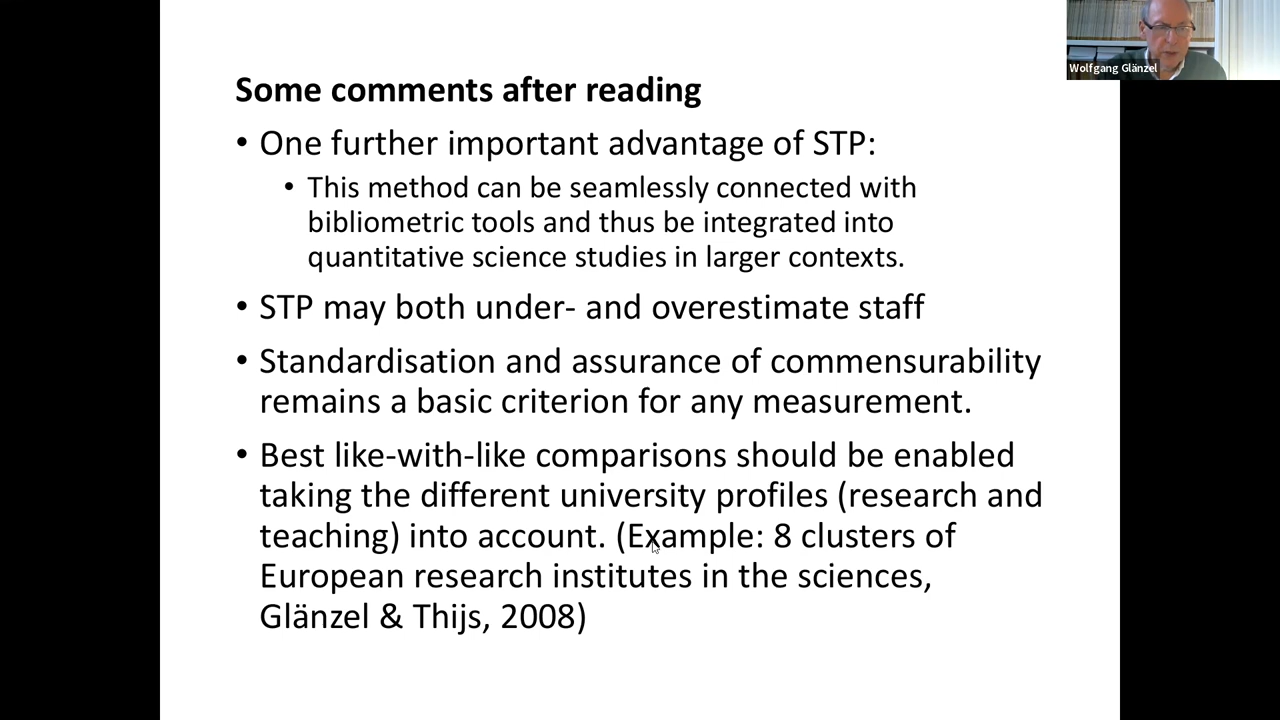 Wolfgang Glänzel
Some comments after reading
• One further important advantage of STP:
• This method can be seamlessly connected with
bibliometric tools and thus be integrated into
quantitative science studies in larger contexts.
• STP may both under- and overestimate staff
• Standardisation and assurance of commensurability
remains a basic criterion for any measurement.
• Best like-with-like comparisons should be enabled
taking the different university profiles (research and
teaching) into account. (Example: 8 clusters of
European research institutes in the sciences,
Glänzel & Thijs, 2008)